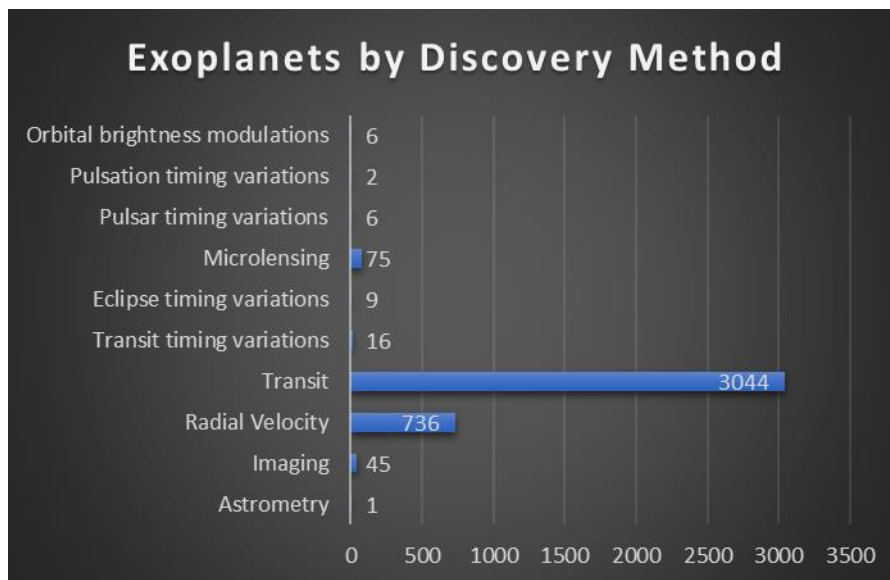 Exoplanets by Discovery Method
Orbital brightness modulations 6
Pulsation timing variations 2
Pulsar timing variations 6
Microlensing 75
Eclipse timing variations 9
Transit timing variations 16
Transit 3044
Radial Velocity 736
Imaging 45
Astrometry 1
0 500 1000 1500 2000 2500 3000 3500